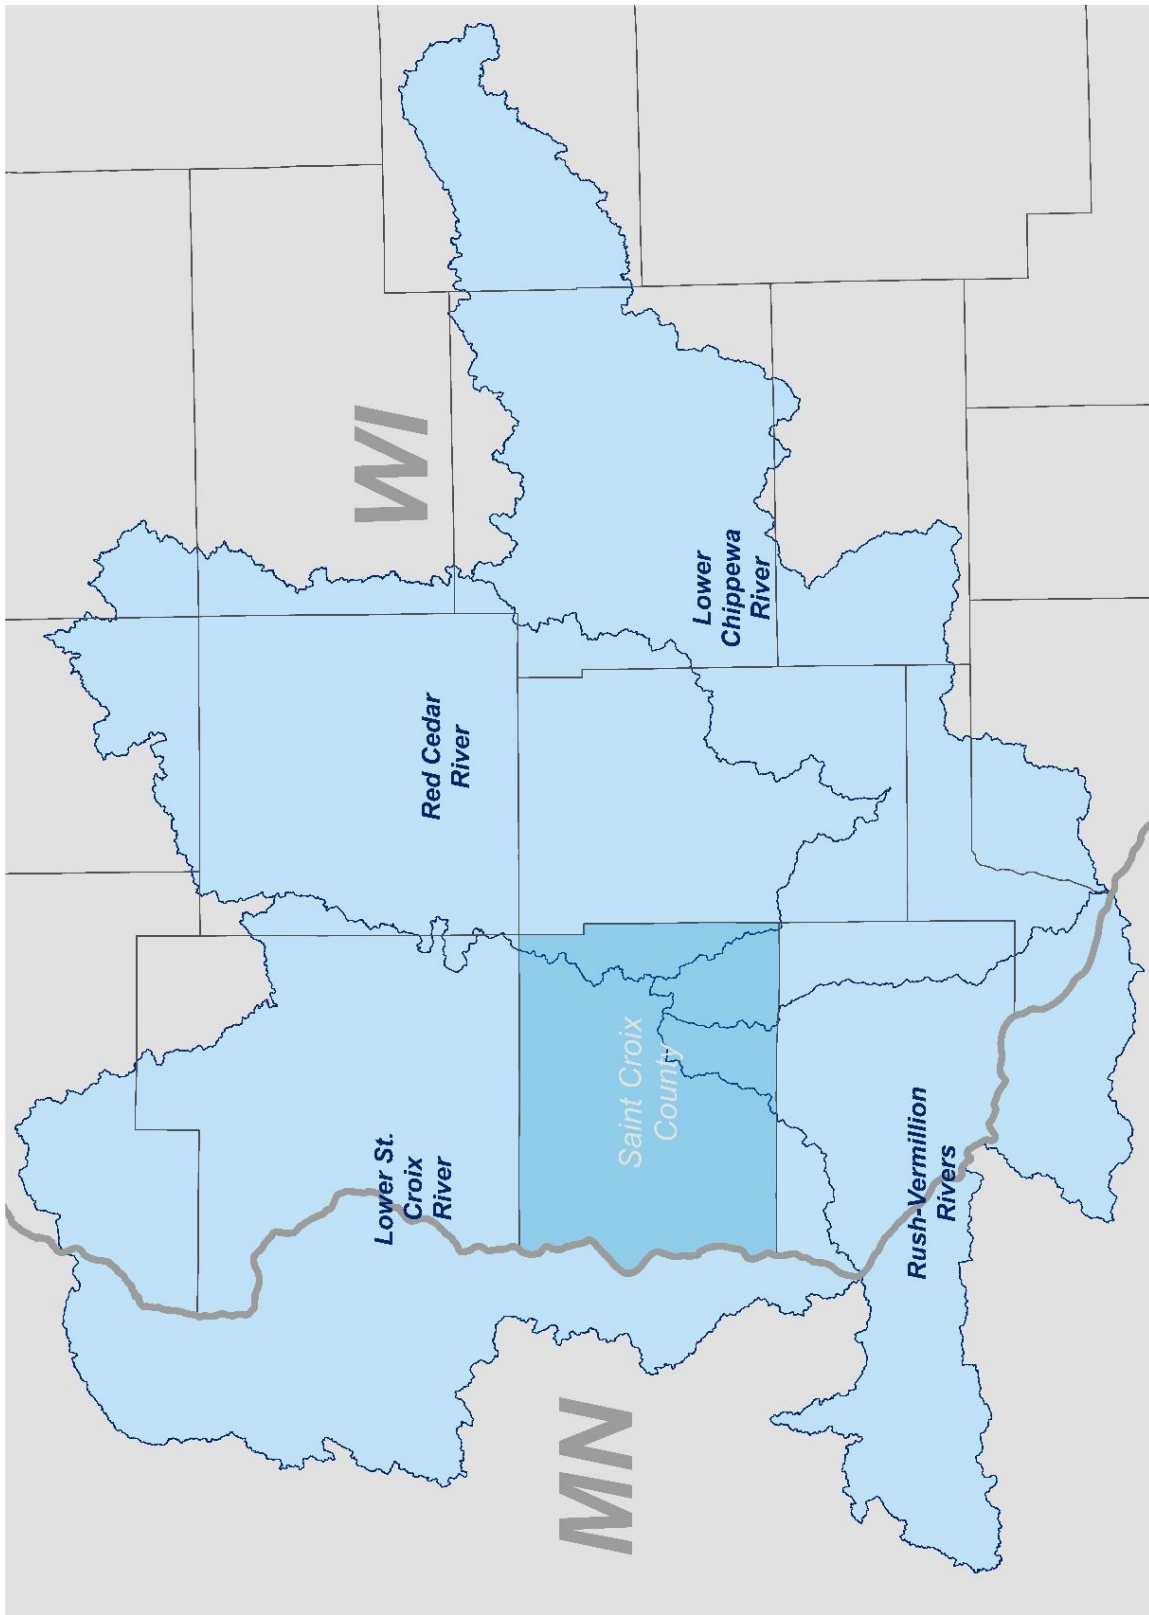 WI
Lower
Chippewa
River
Red Cedar
River
Saint Croix
County
Lower St.
Croix
River
Rush-Vermillion
Rivers
MN